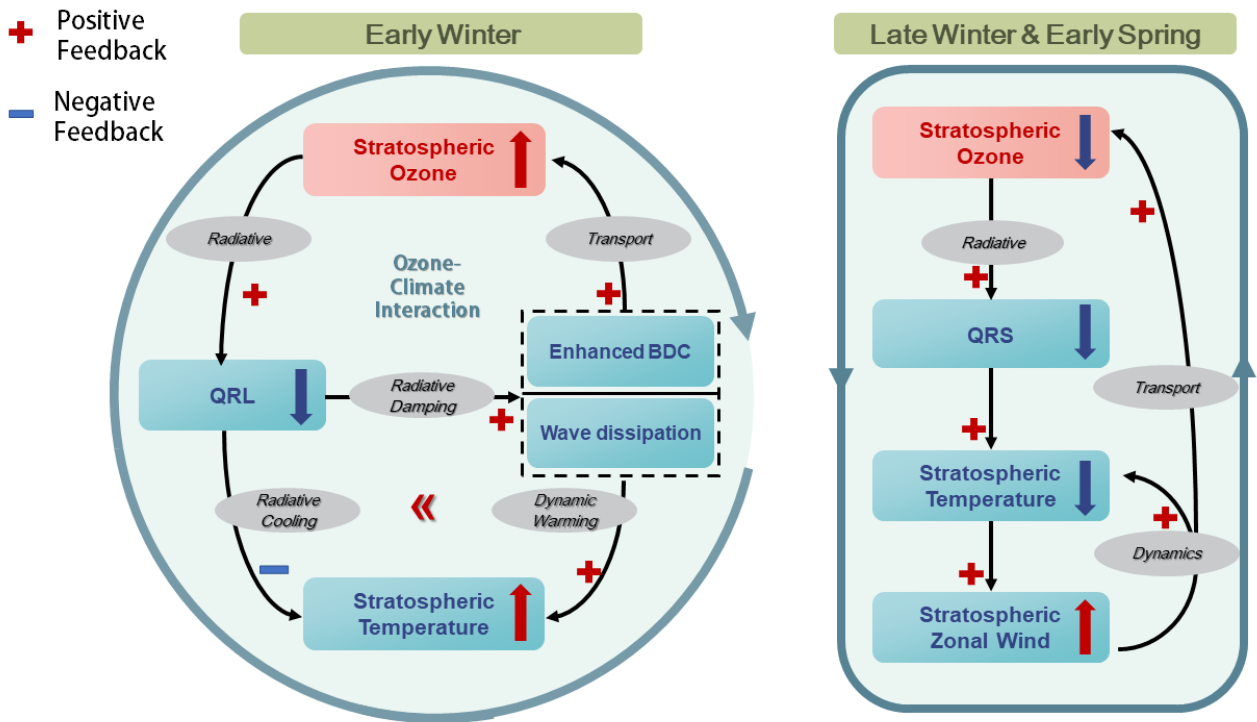 Positive
Feedback
Negative
Feedback
Early Winter
Stratospheric
Ozone
Radiative
Transport
Ozone-
Climate
Interaction
QRL
Radiative
Damping
Enhanced BDC
Wave dissipation
Radiative
Cooling
«
Dynamic
Warming
Stratospheric
Temperature
Late Winter & Early Spring
Stratospheric
Ozone
Radiative
QRS
Transport
Stratospheric
Temperature
Dynamics
Stratospheric
Zonal Wind